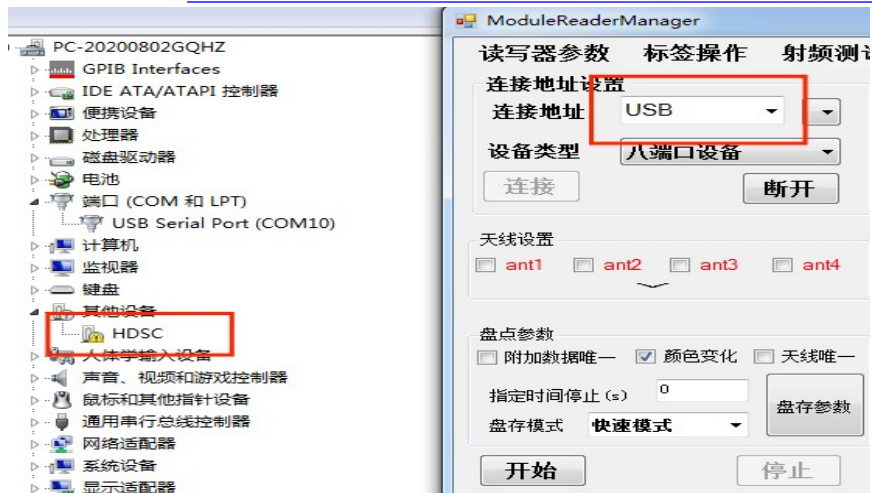 PC-20200802GQHZ
GPIB Interfaces
IDE ATA/ATAPI 控制器
便携设备
处理器
磁盘驱动器
电池
端口 (COM 和 LPT)
USB Serial Port (COM10)
计算机
监视器
键盘
其他设备
HDSC
人体学输入设备
声音、视频和游戏控制器
鼠标和其他指针设备
通用串行总线控制器
网络适配器
系统设备
显示适配器
ModuleReaderManager
读写器参数 标签操作 射频测试
连接地址设置
连接地址 USB
设备类型 八端口设备
连接 断开
天线设置
ant1 ant2 ant3 ant4
盘点参数
附加数据唯一 颜色变化 天线唯一
指定时间停止(s) 0
盘存参数
盘存模式 快速模式
开始 停止